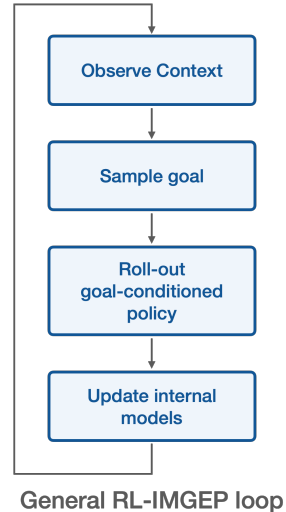 Observe Context
Sample goal
Roll-out
goal-conditioned
policy
Update internal
models
General RL-IMGEP loop